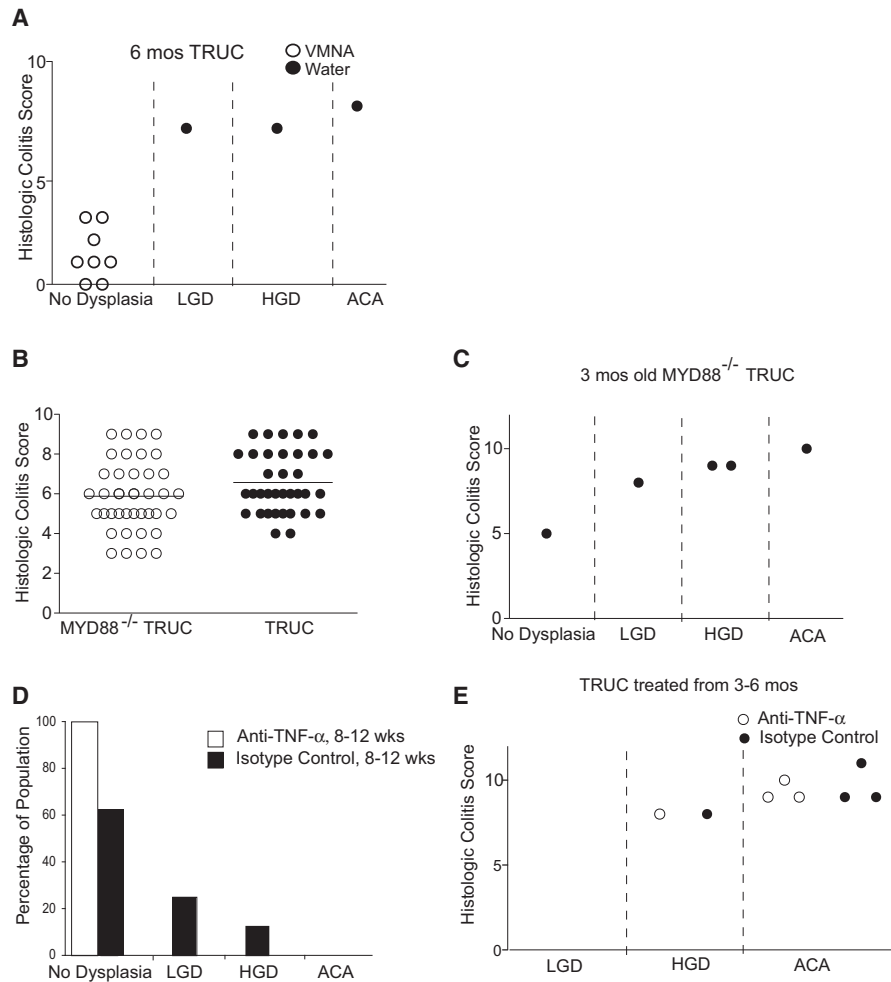 A
6 mos TRUC
VMNA
Water
Histologic Colitis Score
10
5
0
No Dysplasia LGD HGD ACA
B
Histologic Colitis Score
10
8
6
4
2
0
MYD88-/- TRUC TRUC
C
3 mos old MYD88-/- TRUC
Histologic Colitis Score
10
5
0
No Dysplasia LGD HGD ACA
D
Anti-TNF-α, 8-12 wks
Isotype Control, 8-12 wks
Percentage of Population
100
80
60
40
20
0
No Dysplasia LGD HGD ACA
E
TRUC treated from 3-6 mos
Anti-TNF-α
Isotype Control
Histologic Colitis Score
10
5
0
LGD HGD ACA